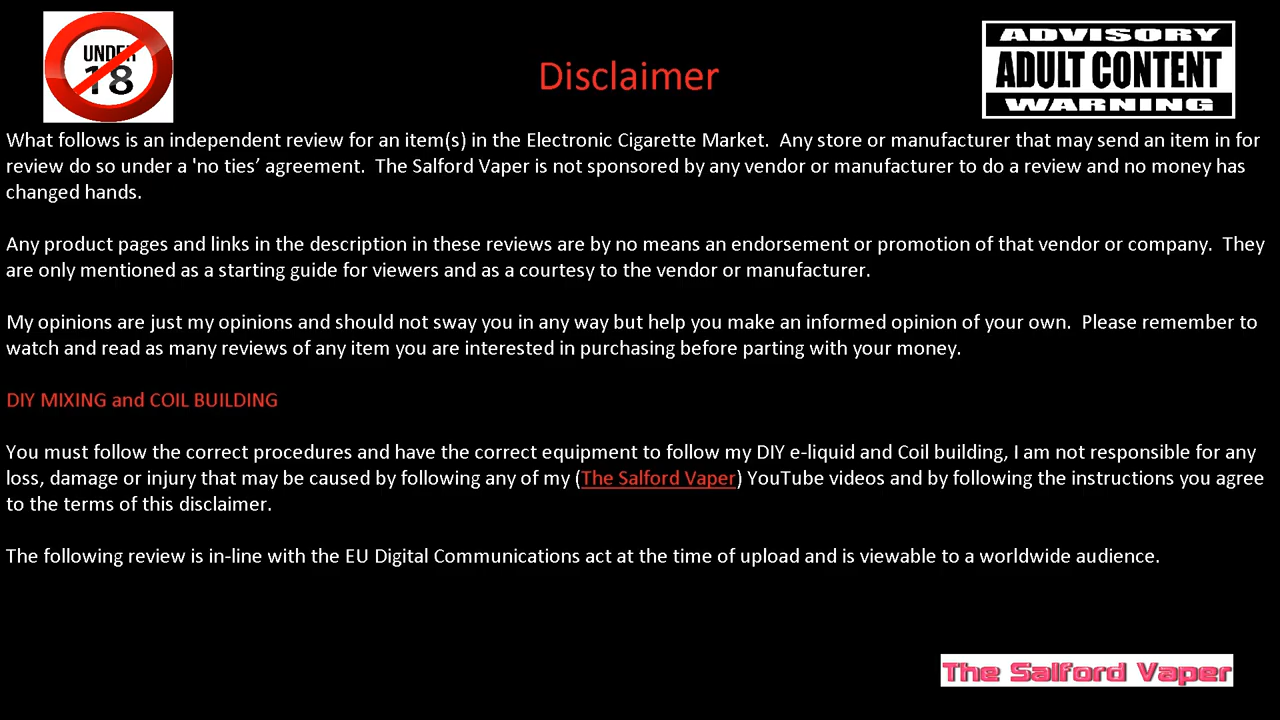 UNDER
18
Disclaimer
ADVISORY
ADULT CONTENT
WARNING
What follows is an independent review for an item(s) in the Electronic Cigarette Market.  Any store or manufacturer that may send an item in for
review do so under a 'no ties’ agreement.  The Salford Vaper is not sponsored by any vendor or manufacturer to do a review and no money has
changed hands.
Any product pages and links in the description in these reviews are by no means an endorsement or promotion of that vendor or company.  They
are only mentioned as a starting guide for viewers and as a courtesy to the vendor or manufacturer.
My opinions are just my opinions and should not sway you in any way but help you make an informed opinion of your own.  Please remember to
watch and read as many reviews of any item you are interested in purchasing before parting with your money.
DIY MIXING and COIL BUILDING
You must follow the correct procedures and have the correct equipment to follow my DIY e-liquid and Coil building, I am not responsible for any
loss, damage or injury that may be caused by following any of my (The Salford Vaper) YouTube videos and by following the instructions you agree
to the terms of this disclaimer.
The following review is in-line with the EU Digital Communications act at the time of upload and is viewable to a worldwide audience.
The Salford Vaper